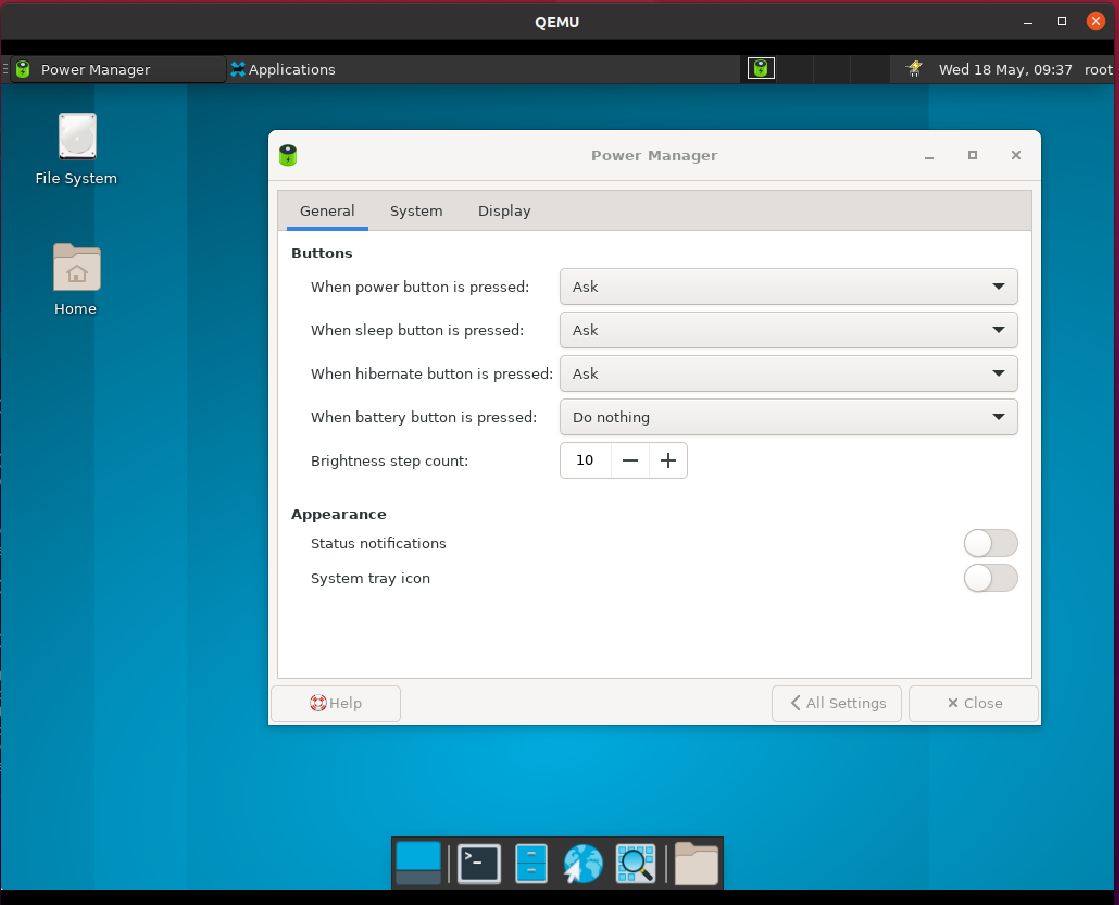 QEMU
Power Manager
Applications
Wed 18 May, 09:37 root
File System
Home
Power Manager
General System Display
Buttons
When power button is pressed: Ask
When sleep button is pressed: Ask
When hibernate button is pressed: Ask
When battery button is pressed: Do nothing
Brightness step count: 10
Appearance
Status notifications
System tray icon
Help
All Settings
Close
>_